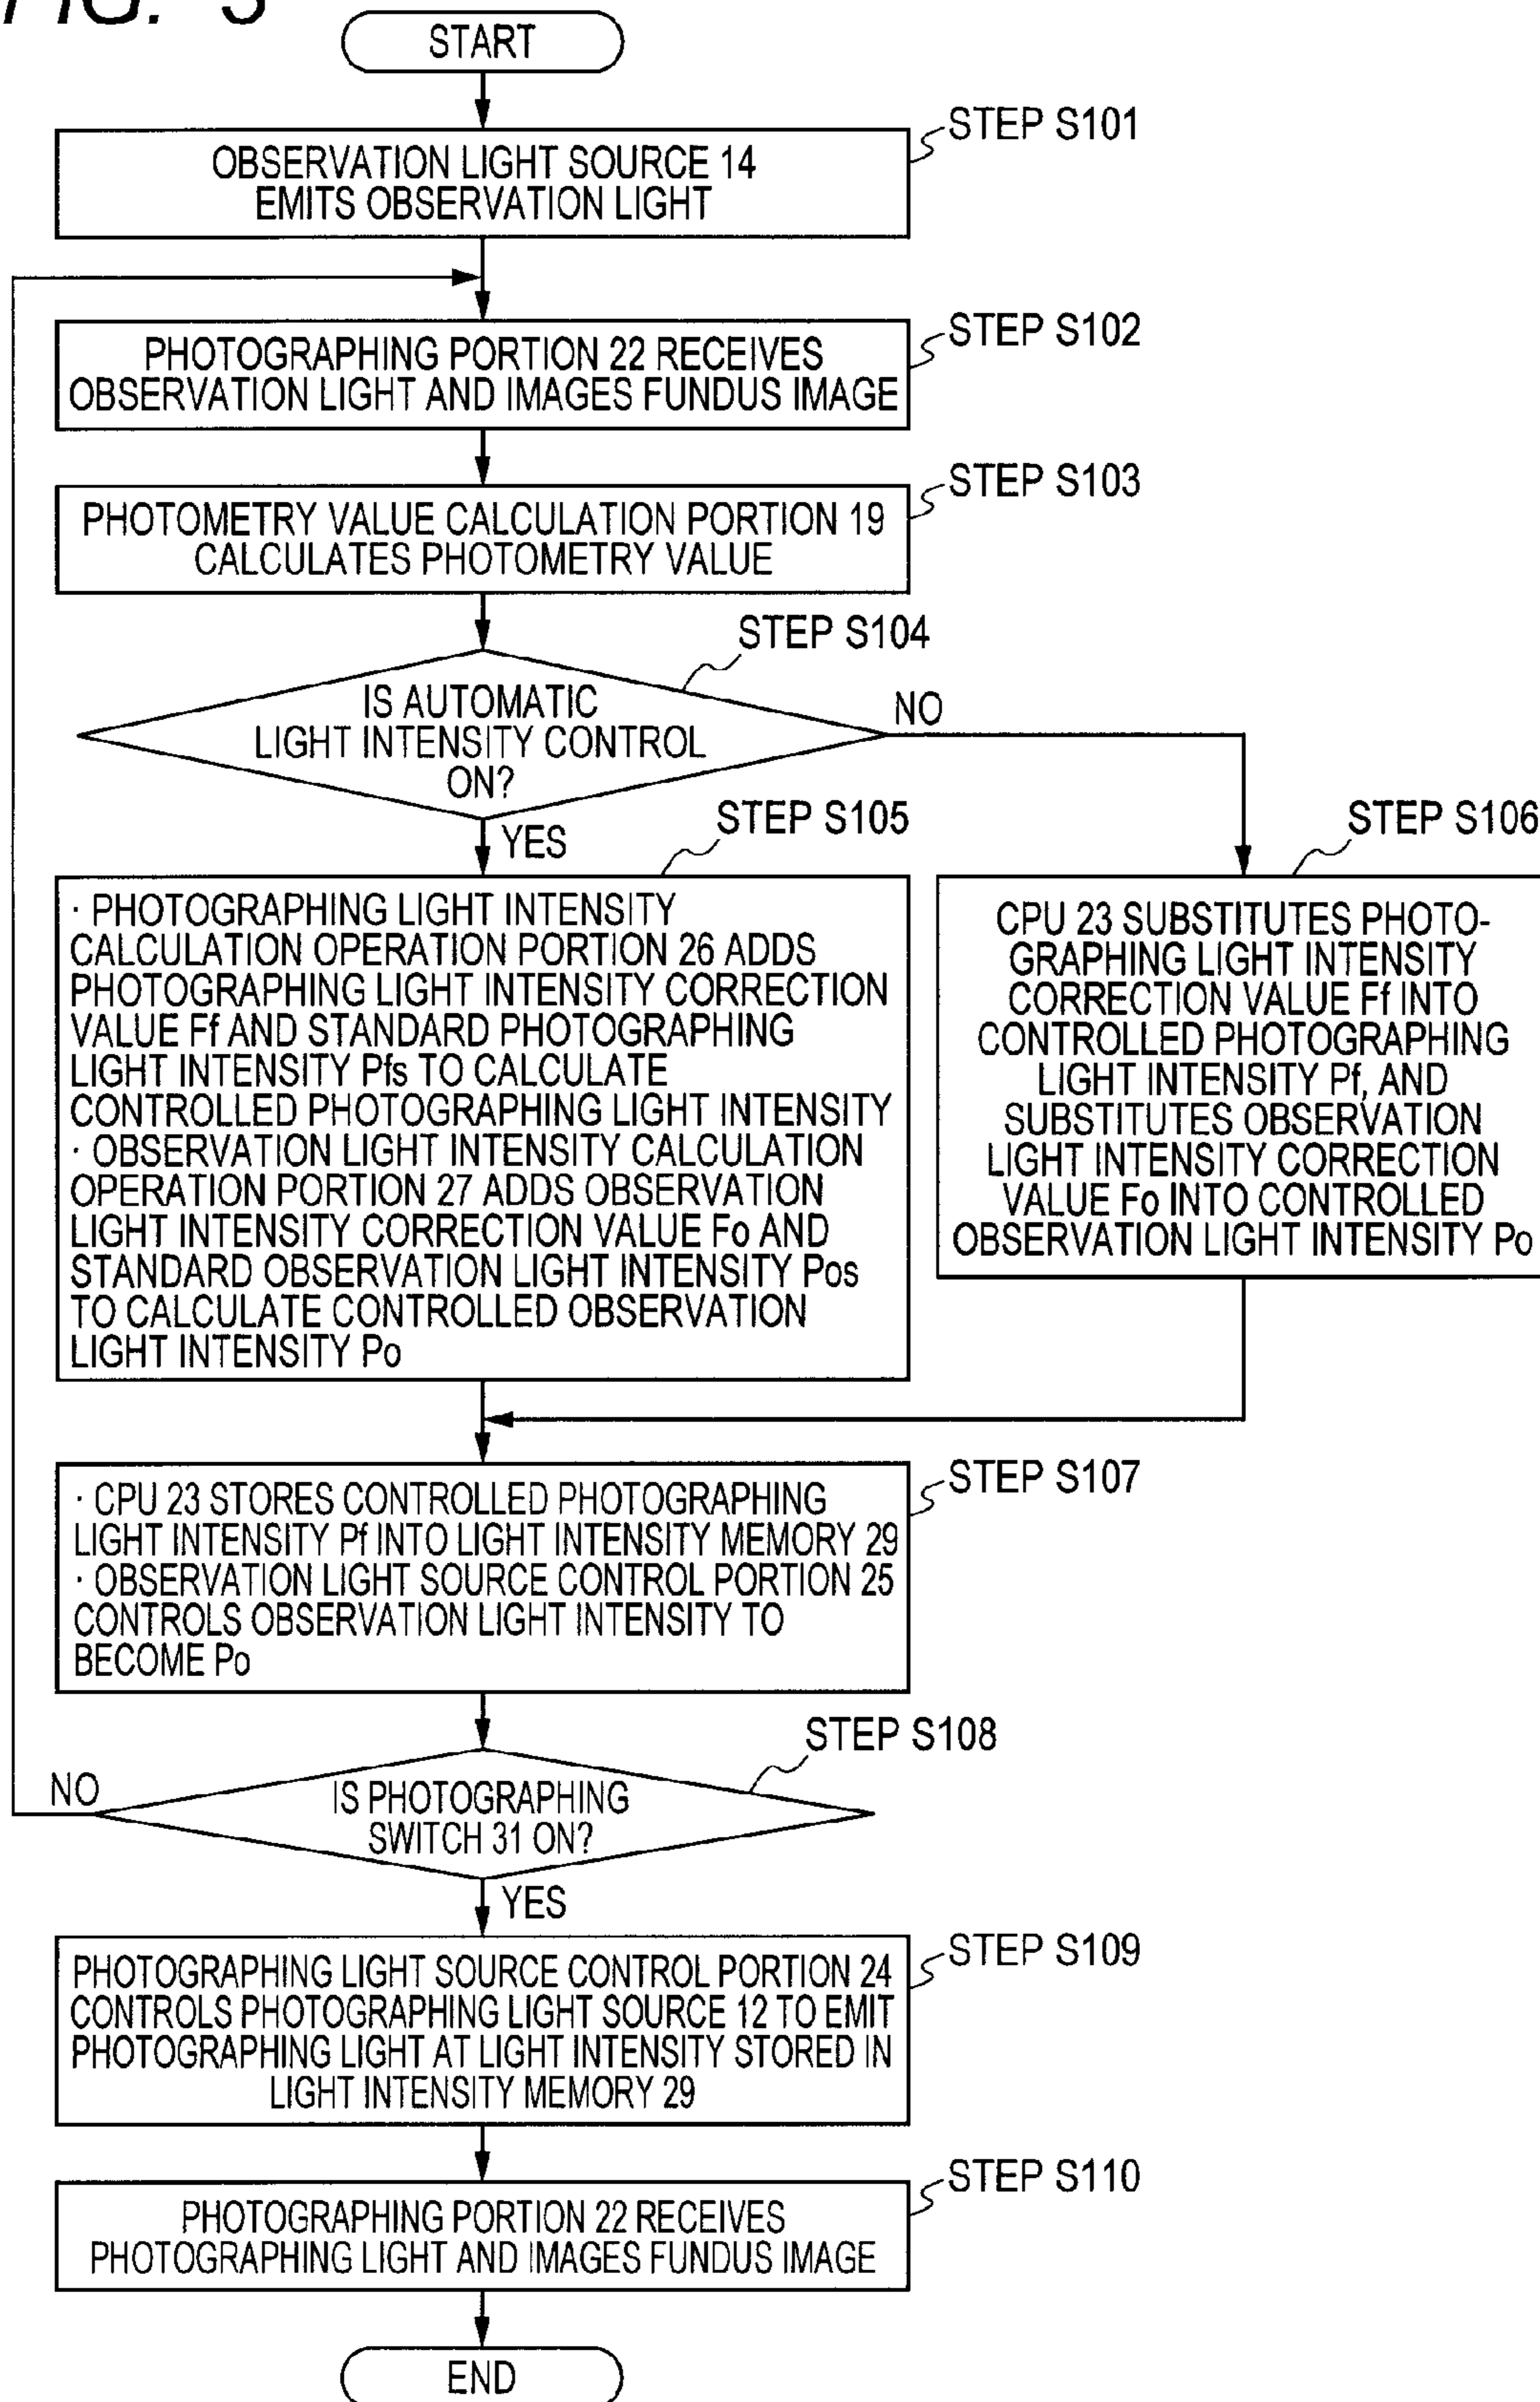 FIG. 3
START
STEP S101
OBSERVATION LIGHT SOURCE 14
EMITS OBSERVATION LIGHT
STEP S102
PHOTOGRAPHING PORTION 22 RECEIVES
OBSERVATION LIGHT AND IMAGES FUNDUS IMAGE
STEP S103
PHOTOMETRY VALUE CALCULATION PORTION 19
CALCULATES PHOTOMETRY VALUE
STEP S104
IS AUTOMATIC
LIGHT INTENSITY CONTROL
ON?
NO
YES
STEP S105
· PHOTOGRAPHING LIGHT INTENSITY
CALCULATION OPERATION PORTION 26 ADDS
PHOTOGRAPHING LIGHT INTENSITY CORRECTION
VALUE Ff AND STANDARD PHOTOGRAPHING
LIGHT INTENSITY Pfs TO CALCULATE
CONTROLLED PHOTOGRAPHING LIGHT INTENSITY
· OBSERVATION LIGHT INTENSITY CALCULATION
OPERATION PORTION 27 ADDS OBSERVATION
LIGHT INTENSITY CORRECTION VALUE Fo AND
STANDARD OBSERVATION LIGHT INTENSITY Pos
TO CALCULATE CONTROLLED OBSERVATION
LIGHT INTENSITY Po
STEP S106
CPU 23 SUBSTITUTES PHOTO-
GRAPHING LIGHT INTENSITY
CORRECTION VALUE Ff INTO
CONTROLLED PHOTOGRAPHING
LIGHT INTENSITY Pf, AND
SUBSTITUTES OBSERVATION
LIGHT INTENSITY CORRECTION
VALUE Fo INTO CONTROLLED
OBSERVATION LIGHT INTENSITY Po
STEP S107
· CPU 23 STORES CONTROLLED PHOTOGRAPHING
LIGHT INTENSITY Pf INTO LIGHT INTENSITY MEMORY 29
· OBSERVATION LIGHT SOURCE CONTROL PORTION 25
CONTROLS OBSERVATION LIGHT INTENSITY TO
BECOME Po
STEP S108
NO
IS PHOTOGRAPHING
SWITCH 31 ON?
YES
STEP S109
PHOTOGRAPHING LIGHT SOURCE CONTROL PORTION 24
CONTROLS PHOTOGRAPHING LIGHT SOURCE 12 TO EMIT
PHOTOGRAPHING LIGHT AT LIGHT INTENSITY STORED IN
LIGHT INTENSITY MEMORY 29
STEP S110
PHOTOGRAPHING PORTION 22 RECEIVES
PHOTOGRAPHING LIGHT AND IMAGES FUNDUS IMAGE
END